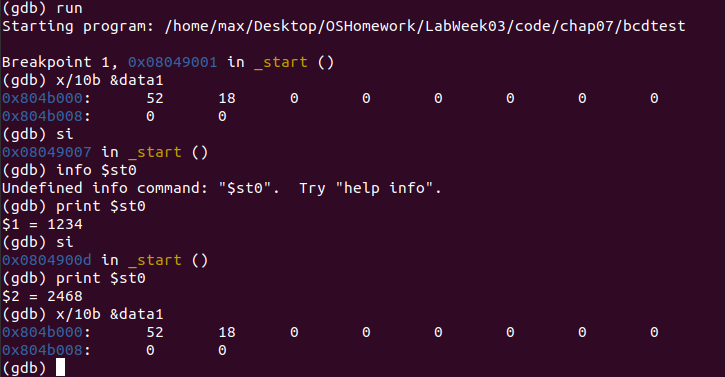 (gdb) run
Starting program: /home/max/Desktop/OSHomework/LabWeek03/code/chap07/bcdtest

Breakpoint 1, 0x08049001 in _start ()
(gdb) x/10b &data1
0x804b000:      52      18      0       0       0       0       0       0
0x804b008:      0       0
(gdb) si
0x08049007 in _start ()
(gdb) info $st0
Undefined info command: "$st0".  Try "help info".
(gdb) print $st0
$1 = 1234
(gdb) si
0x0804900d in _start ()
(gdb) print $st0
$2 = 2468
(gdb) x/10b &data1
0x804b000:      52      18      0       0       0       0       0       0
0x804b008:      0       0
(gdb)